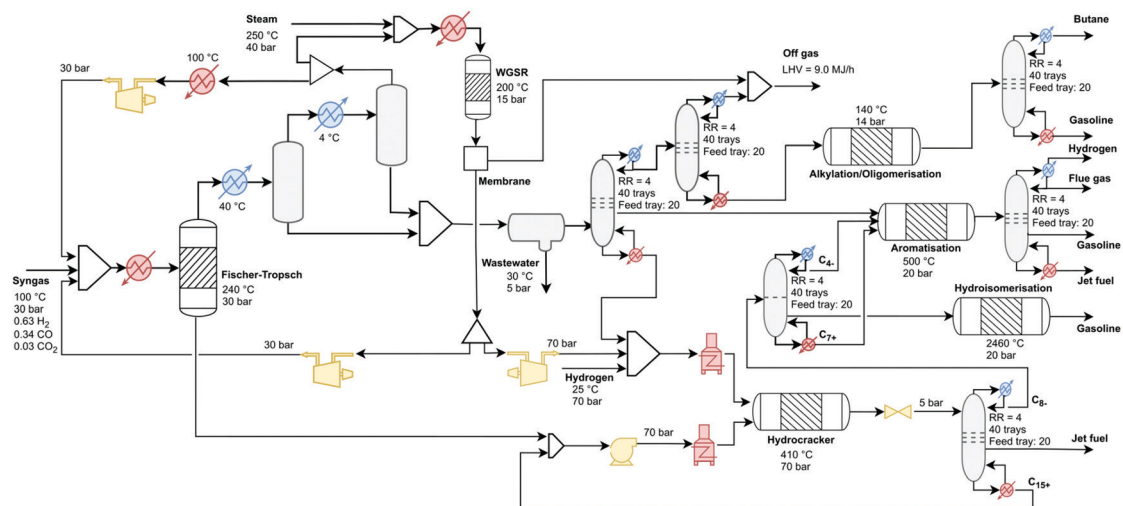 Steam
250 °C
40 bar
WGSR
200 °C
15 bar
Off gas
LHV = 9.0 MJ/h
Butane
RR = 4
40 trays
Feed tray: 20
Gasoline
30 bar
100 °C
4 °C
40 °C
Membrane
RR = 4
40 trays
Feed tray: 20
RR = 4
40 trays
Feed tray: 20
140 °C
14 bar
Alkylation/Oligomerisation
Hydrogen
Flue gas
RR = 4
40 trays
Feed tray: 20
Gasoline
Jet fuel
Aromatisation
500 °C
20 bar
Wastewater
30 °C
5 bar
Fischer-Tropsch
240 °C
30 bar
Syngas
100 °C
30 bar
0.63 H₂
0.34 CO
0.03 CO₂
C₄₋
RR = 4
40 trays
Feed tray: 20
C₇₊
Hydroisomerisation
2460 °C
20 bar
Gasoline
30 bar
70 bar
Hydrogen
25 °C
70 bar
70 bar
Hydrocracker
410 °C
70 bar
5 bar
C₈₋
RR = 4
40 trays
Feed tray: 20
Jet fuel
C₁₅₊